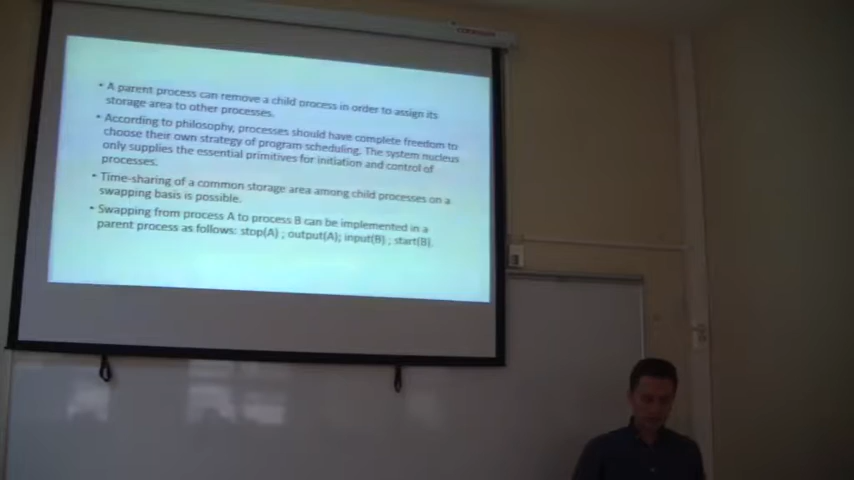 • A parent process can remove a child process in order to assign its
storage area to other processes.
• According to philosophy, processes should have complete freedom to
choose their own strategy of program scheduling. The system nucleus
only supplies the essential primitives for initiation and control of
processes.
• Time-sharing of a common storage area among child processes on a
swapping basis is possible.
• Swapping from process A to process B can be implemented in a
parent process as follows: stop(A) ; output(A); input(B) ; start(B).